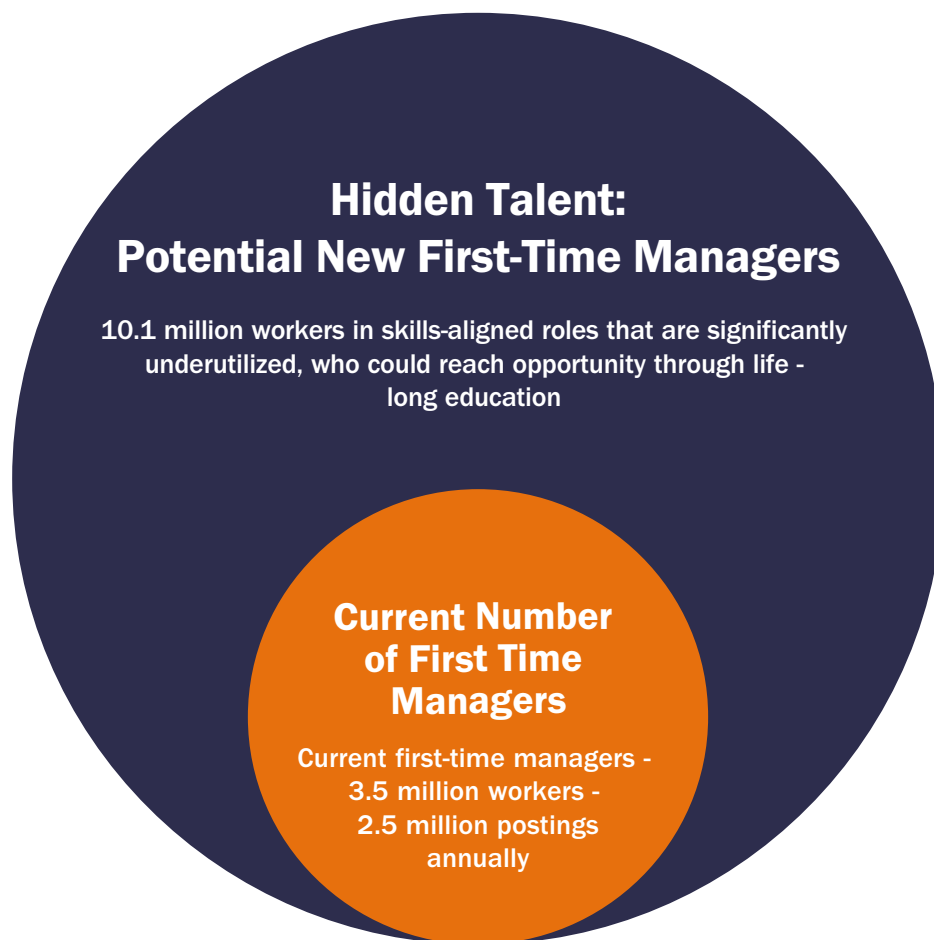 Hidden Talent:
Potential New First-Time Managers
10.1 million workers in skills-aligned roles that are significantly
underutilized, who could reach opportunity through life -
long education
Current Number
of First Time
Managers
Current first-time managers -
3.5 million workers -
2.5 million postings
annually